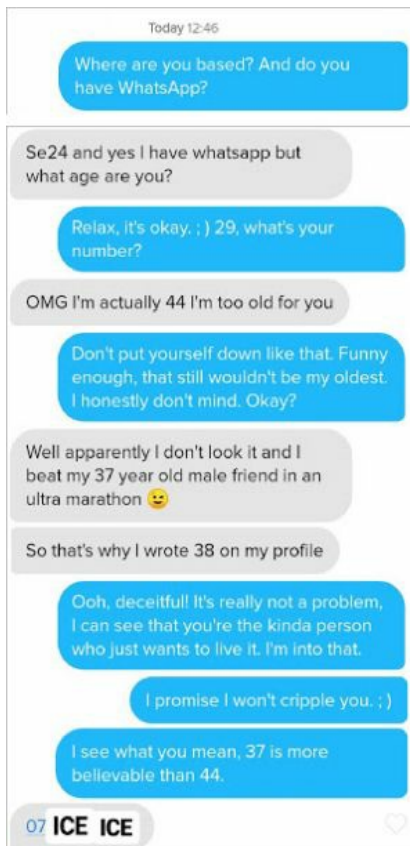 Today 12:46
Where are you based? And do you
have WhatsApp?
Se24 and yes I have whatsapp but
what age are you?
Relax, it's okay. ; ) 29, what's your
number?
OMG I'm actually 44 I'm too old for you
Don't put yourself down like that. Funny
enough, that still wouldn't be my oldest.
I honestly don't mind. Okay?
Well apparently I don't look it and I
beat my 37 year old male friend in an
ultra marathon 😉
So that's why I wrote 38 on my profile
Ooh, deceitful! It's really not a problem,
I can see that you're the kinda person
who just wants to live it. I'm into that.
I promise I won't cripple you. ; )
I see what you mean, 37 is more
believable than 44.
07 ICE ICE